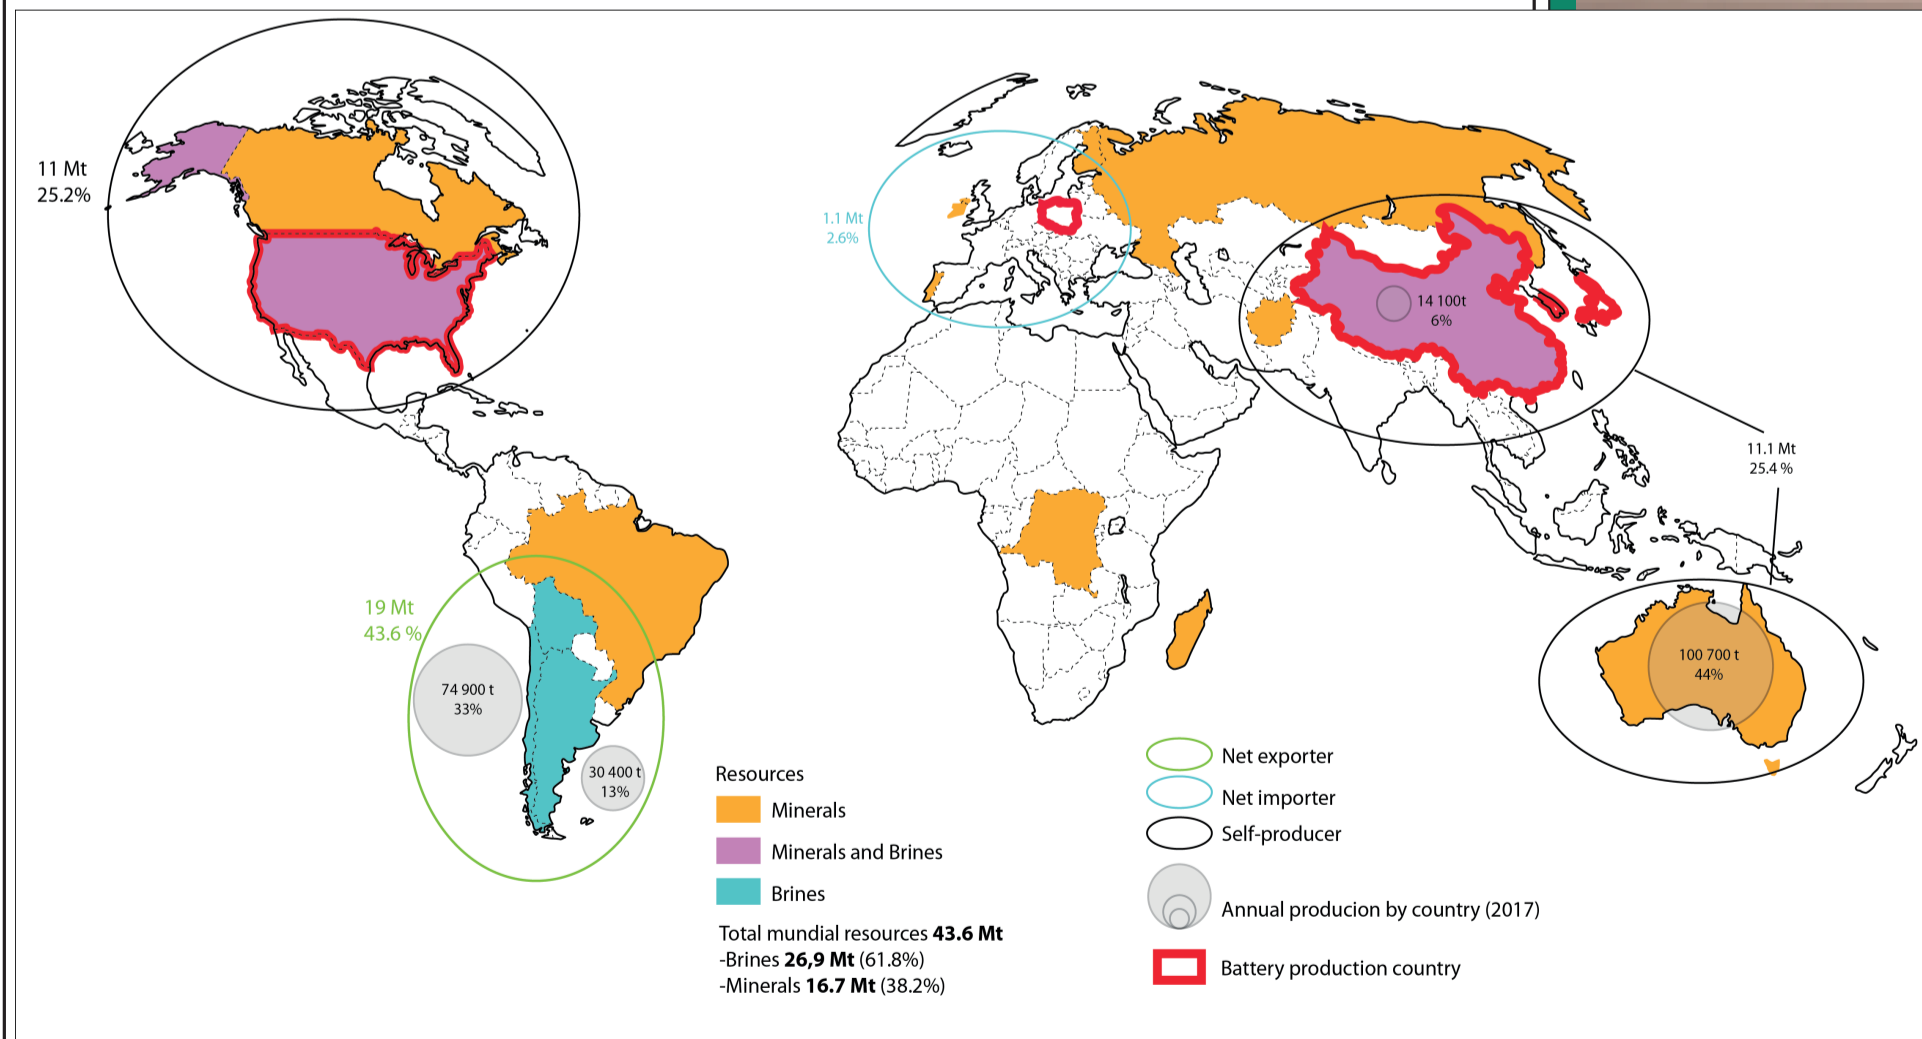 11 Mt
25.2%
1.1 Mt
2.6%
14 100t
6%
11.1 Mt
25.4 %
19 Mt
43.6 %
74 900 t
33%
30 400 t
13%
100 700 t
44%
Resources
Minerals
Minerals and Brines
Brines
Total mundial resources 43.6 Mt
-Brines 26,9 Mt (61.8%)
-Minerals 16.7 Mt (38.2%)
Net exporter
Net importer
Self-producer
Annual producion by country (2017)
Battery production country